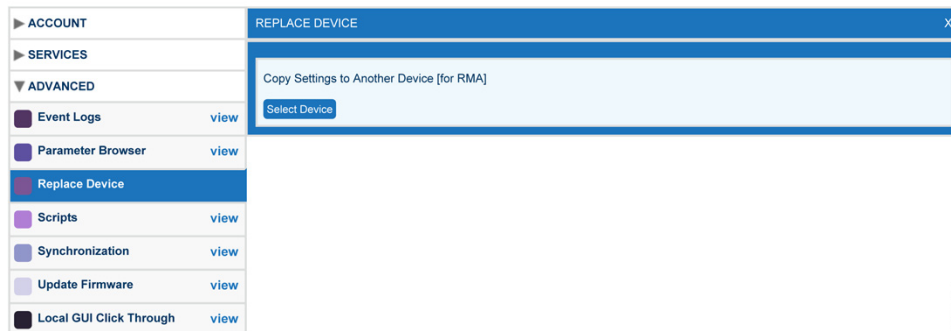 ACCOUNT
SERVICES
ADVANCED
Event Logs view
Parameter Browser view
Replace Device
Scripts view
Synchronization view
Update Firmware view
Local GUI Click Through view
REPLACE DEVICE X
Copy Settings to Another Device [for RMA]
Select Device